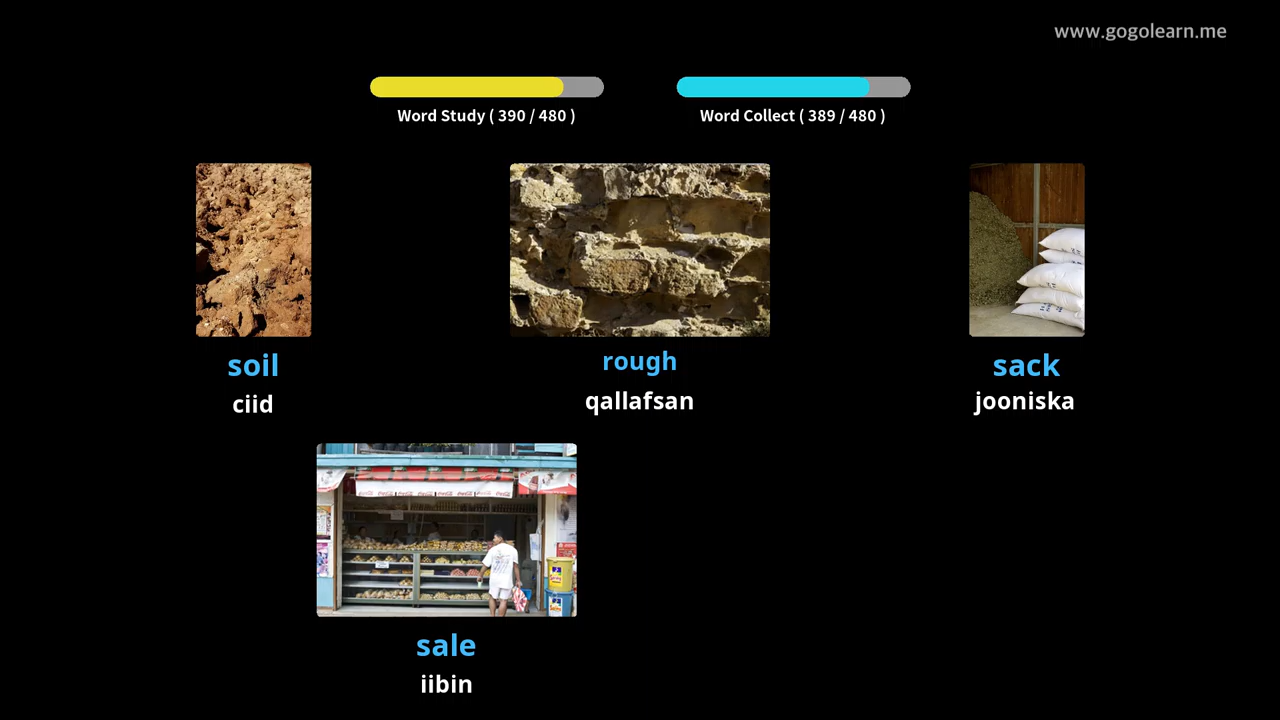 www.gogolearn.me
Word Study ( 390 / 480 )
Word Collect ( 389 / 480 )
soil
ciid
rough
qallafsan
sack
jooniska
sale
iibin